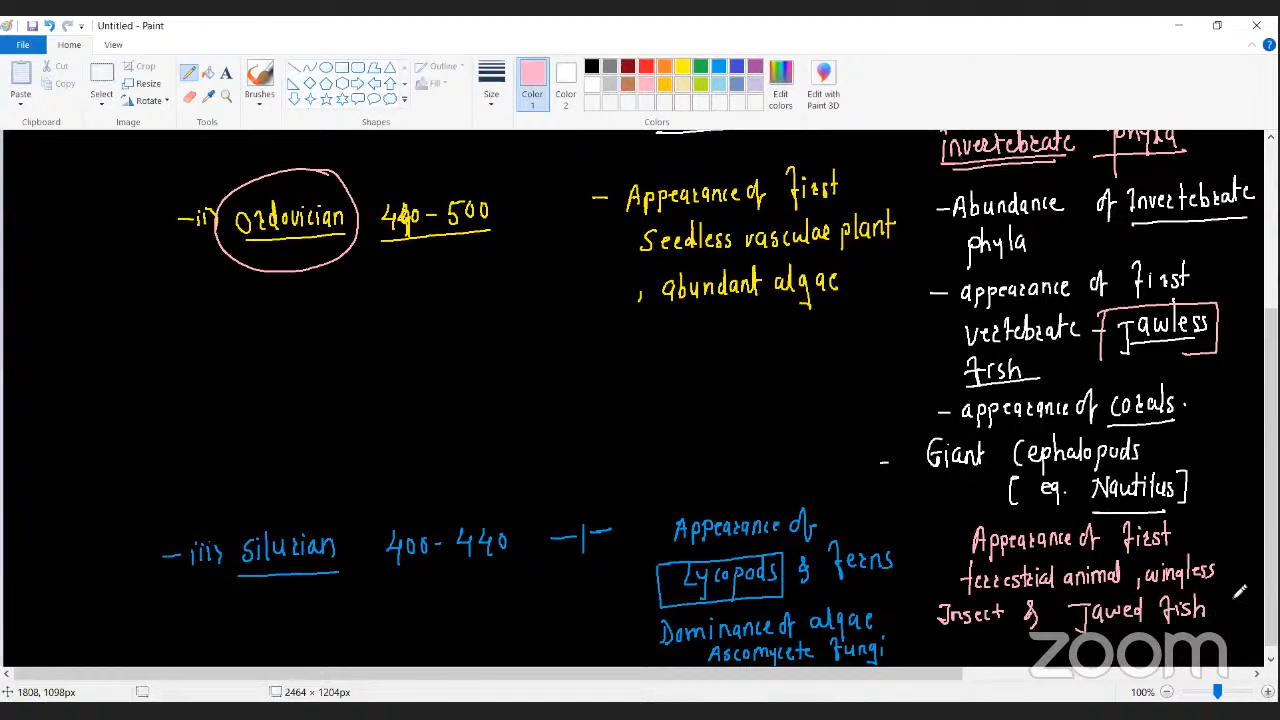 Untitled - Paint
File
Home
View
Paste
Cut
Copy
Clipboard
Select
Crop
Resize
Rotate
Image
Tools
Brushes
Shapes
Outline
Fill
Size
Color 1
Color 2
Colors
Edit colors
Edit with Paint 3D
ii) Ordovician 440 - 500
- Appearance of first
Seedless vascular plant
, abundant algae
invertebrate phyla
- Abundance of Invertebrate
phyla
- appearance of first
vertebrate - Jawless
fish
- appearance of corals.
- Giant Cephalopods
[ eg. Nautilus ]
- iii) Silurian 400 - 440
Appearance of
Lycopods & ferns
Dominance of algae
Ascomycete fungi
Appearance of first
terrestrial animal, wingless
Insect & Jawed fish
zoom
1808, 1098px
2464 × 1204px
100%